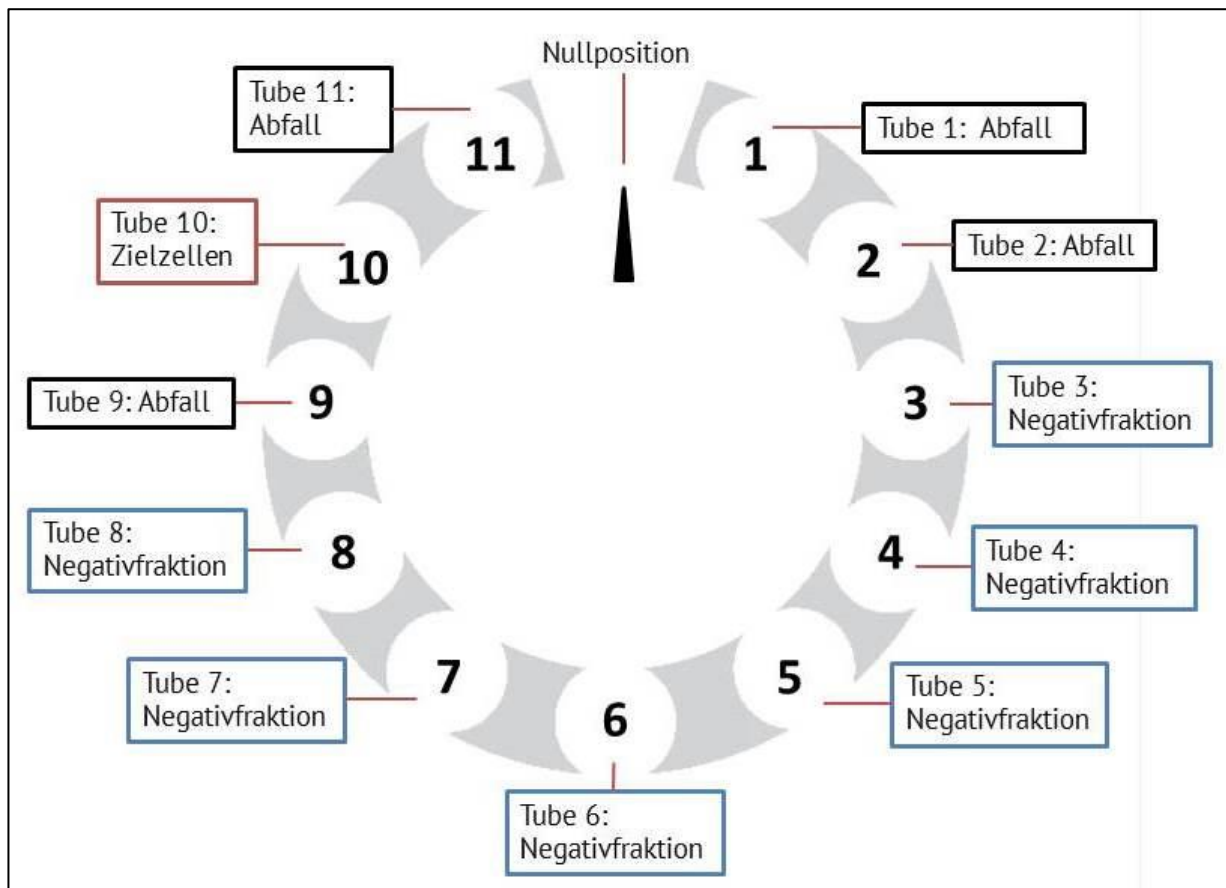 Nullposition
Tube 11:
Abfall
Tube 1:  Abfall
11
1
Tube 10:
Zielzellen
Tube 2: Abfall
10
2
Tube 9: Abfall
9
3
Tube 3:
Negativfraktion
Tube 8:
Negativfraktion
8
4
Tube 4:
Negativfraktion
Tube 7:
Negativfraktion
7
5
Tube 5:
Negativfraktion
6
Tube 6:
Negativfraktion